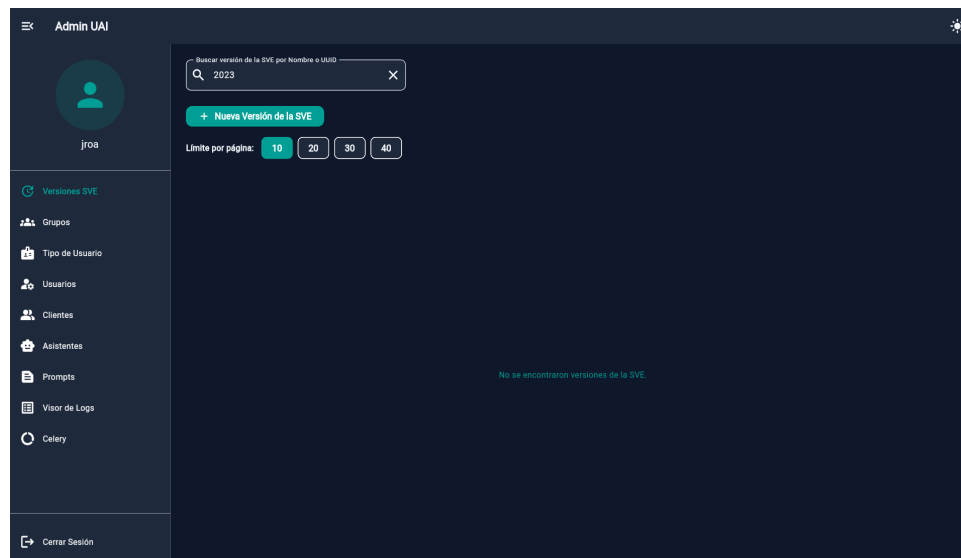 Admin UAI
jroa
Versiones SVE
Grupos
Tipo de Usuario
Usuarios
Clientes
Asistentes
Prompts
Visor de Logs
Celery
Cerrar Sesión
Buscar versión de la SVE por Nombre o UUID
2023
+ Nueva Versión de la SVE
Límite por página: 10 20 30 40
No se encontraron versiones de la SVE.